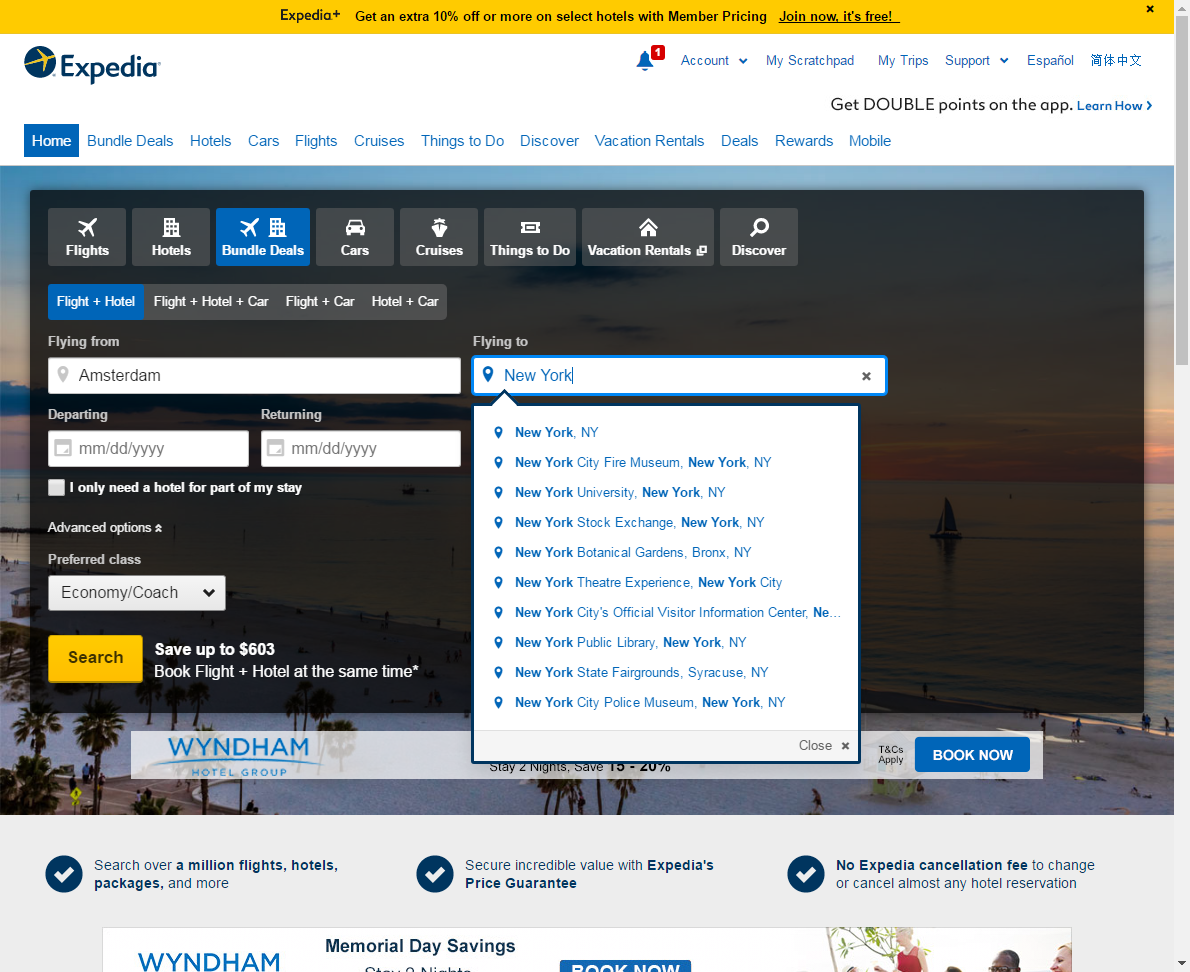 Expedia+ Get an extra 10% off or more on select hotels with Member Pricing Join now, it's free!
Expedia
1
Account My Scratchpad My Trips Support Español 简体中文
Get DOUBLE points on the app. Learn How
Home Bundle Deals Hotels Cars Flights Cruises Things to Do Discover Vacation Rentals Deals Rewards Mobile
Flights Hotels Bundle Deals Cars Cruises Things to Do Vacation Rentals Discover
Flight + Hotel Flight + Hotel + Car Flight + Car Hotel + Car
Flying from Flying to
Amsterdam New York
Departing Returning
mm/dd/yyyy mm/dd/yyyy
I only need a hotel for part of my stay
Advanced options
Preferred class
Economy/Coach
Search
Save up to $603
Book Flight + Hotel at the same time*
New York, NY
New York City Fire Museum, New York, NY
New York University, New York, NY
New York Stock Exchange, New York, NY
New York Botanical Gardens, Bronx, NY
New York Theatre Experience, New York City
New York City's Official Visitor Information Center, Ne...
New York Public Library, New York, NY
New York State Fairgrounds, Syracuse, NY
New York City Police Museum, New York, NY
Close
WYNDHAM
HOTEL GROUP
Stay 2 Nights, Save 15 - 20%
T&Cs
Apply
BOOK NOW
Search over a million flights, hotels,
packages, and more
Secure incredible value with Expedia's
Price Guarantee
No Expedia cancellation fee to change
or cancel almost any hotel reservation
WYNDHAM
Memorial Day Savings
Stay 2 Nights
BOOK NOW